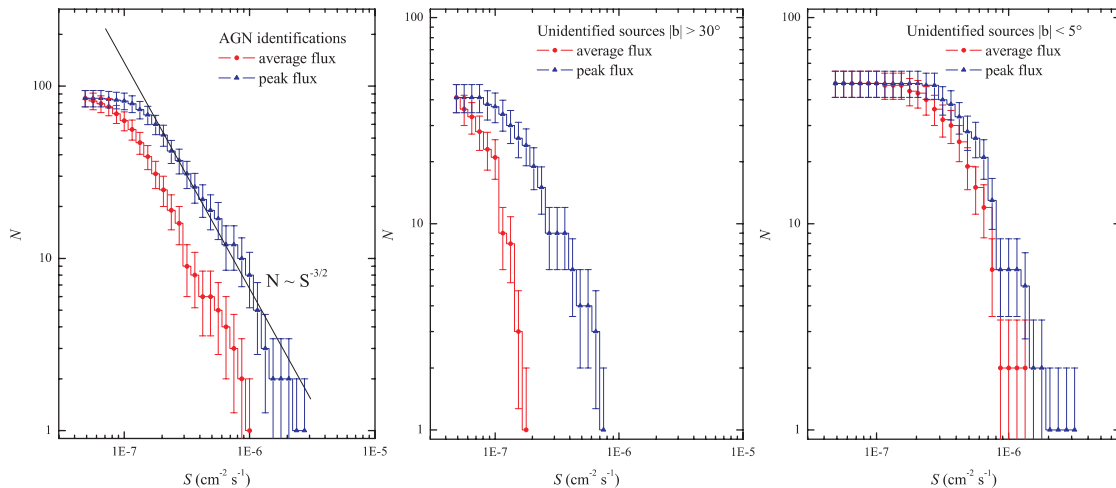 AGN identifications
average flux
peak flux
N ~ S^-3/2
N
100
10
1
1E-7
1E-6
1E-5
S (cm^-2 s^-1)
Unidentified sources |b| > 30°
average flux
peak flux
N
100
10
1
1E-7
1E-6
1E-5
S (cm^-2 s^-1)
Unidentified sources |b| < 5°
average flux
peak flux
N
100
10
1
1E-7
1E-6
S (cm^-2 s^-1)